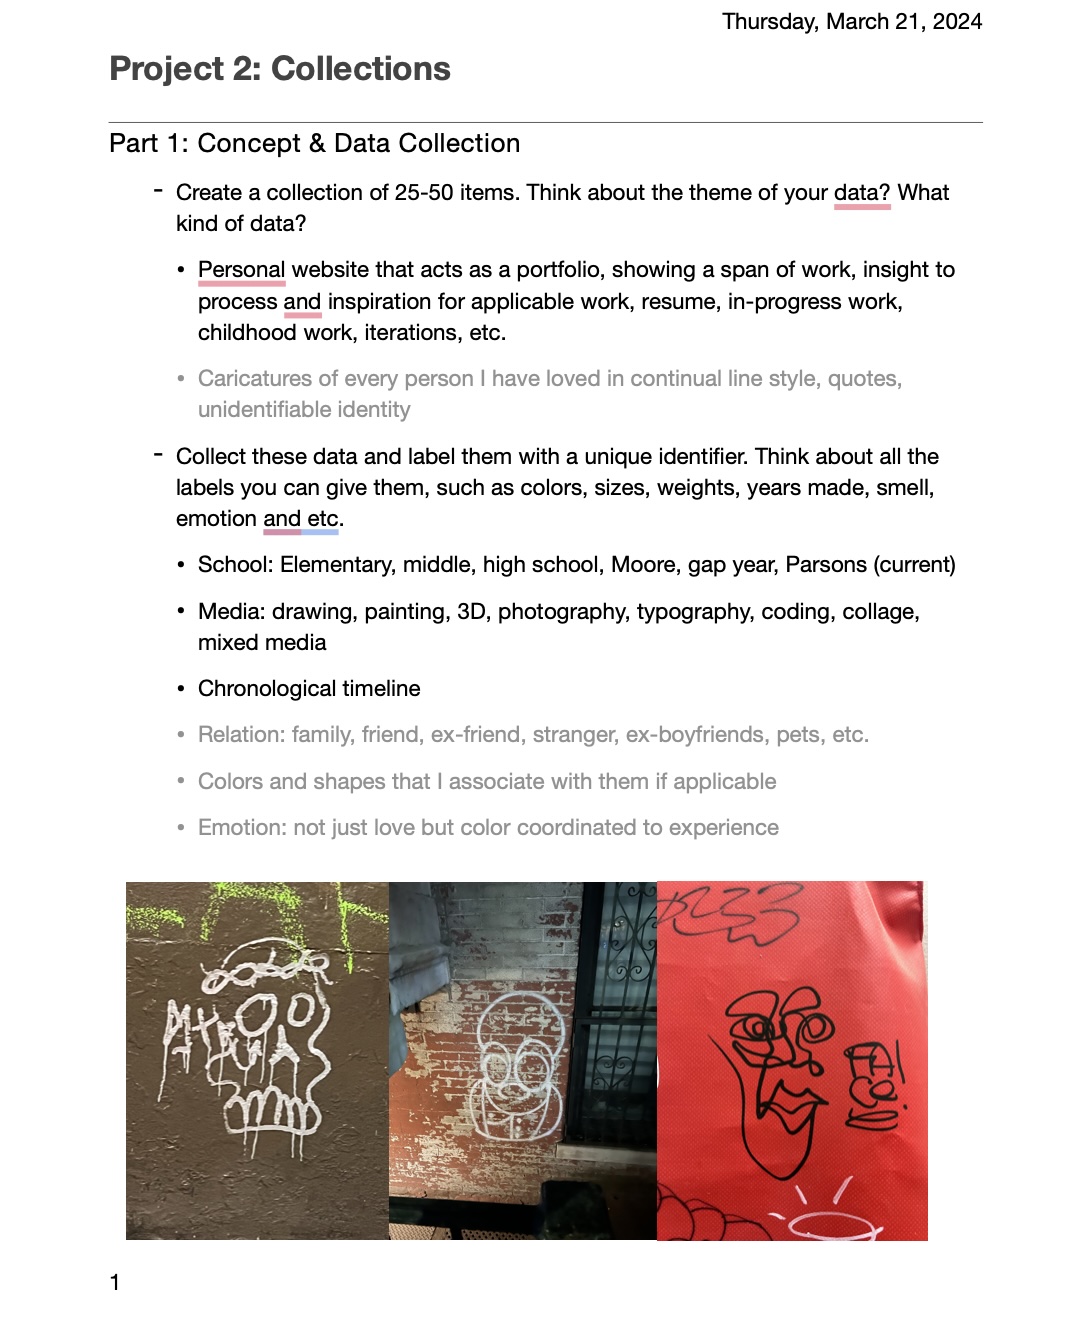 Thursday, March 21, 2024
Project 2: Collections
Part 1: Concept & Data Collection
- Create a collection of 25-50 items. Think about the theme of your data? What
kind of data?
• Personal website that acts as a portfolio, showing a span of work, insight to
process and inspiration for applicable work, resume, in-progress work,
childhood work, iterations, etc.
• Caricatures of every person I have loved in continual line style, quotes,
unidentifiable identity
- Collect these data and label them with a unique identifier. Think about all the
labels you can give them, such as colors, sizes, weights, years made, smell,
emotion and etc.
• School: Elementary, middle, high school, Moore, gap year, Parsons (current)
• Media: drawing, painting, 3D, photography, typography, coding, collage,
mixed media
• Chronological timeline
• Relation: family, friend, ex-friend, stranger, ex-boyfriends, pets, etc.
• Colors and shapes that I associate with them if applicable
• Emotion: not just love but color coordinated to experience
1